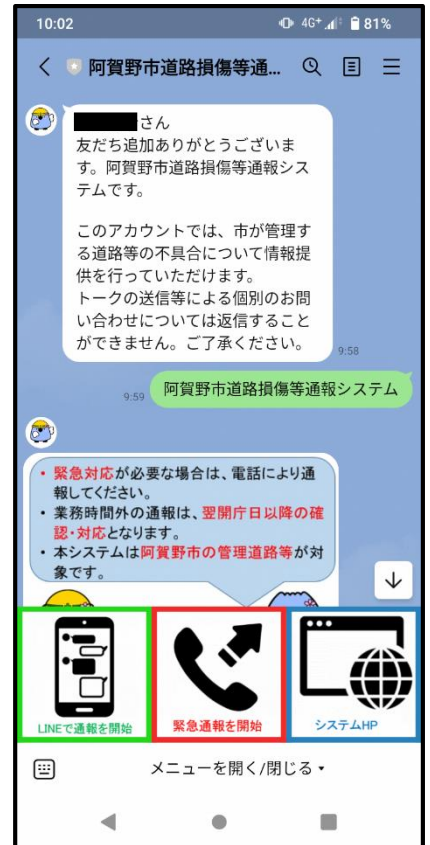 10:02
4G+
81%
阿賀野市道路損傷等通...
さん
友だち追加ありがとうございま
す。阿賀野市道路損傷等通報シス
テムです。
このアカウントでは、市が管理す
る道路等の不具合について情報提
供を行っていただけます。
トークの送信等による個別のお問
い合わせについては返信すること
ができません。ご了承ください。
9:58
9:59
阿賀野市道路損傷等通報システム
・緊急対応が必要な場合は、電話により通
報してください。
・業務時間外の通報は、翌開庁日以降の確
認・対応となります。
・本システムは阿賀野市の管理道路等が対
象です。
LINEで通報を開始
緊急通報を開始
システムHP
メニューを開く/閉じる